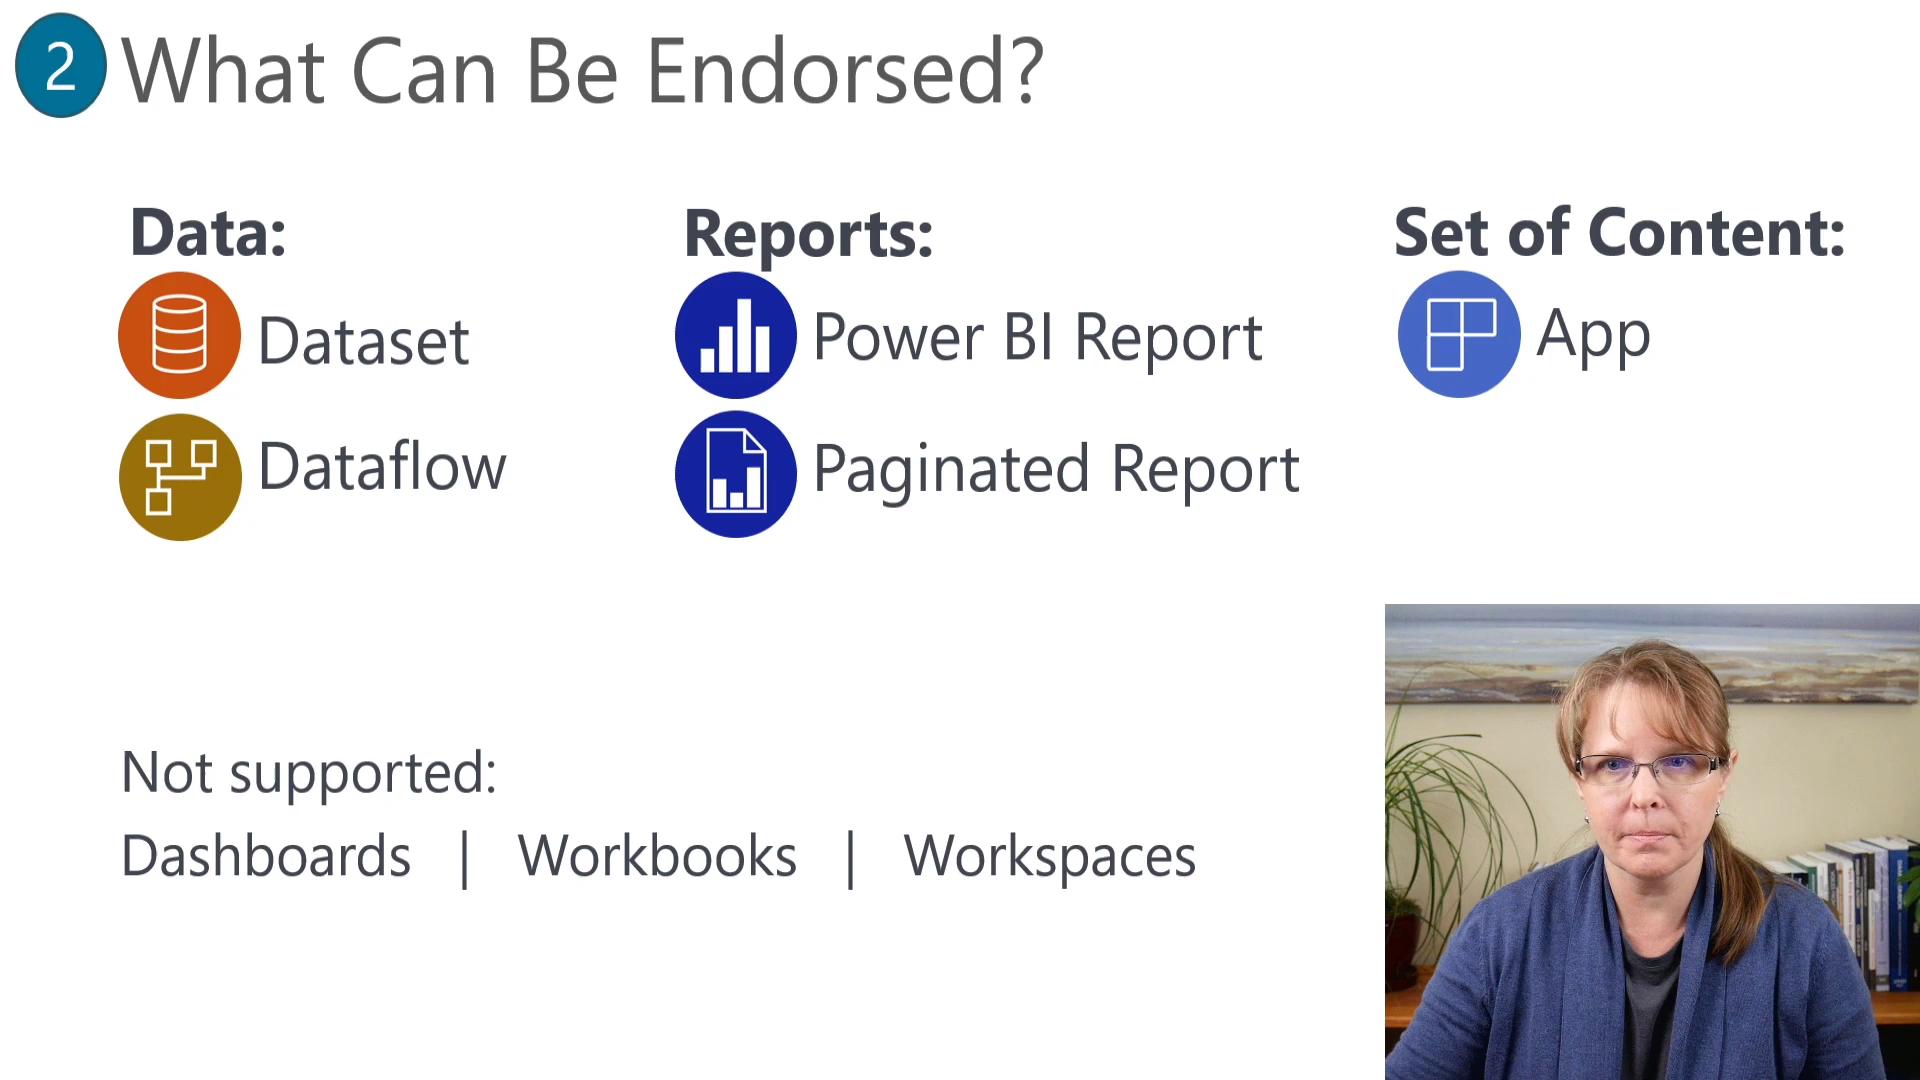 2 What Can Be Endorsed?
Data:
Dataset
Dataflow
Reports:
Power BI Report
Paginated Report
Set of Content:
App
Not supported:
Dashboards | Workbooks | Workspaces